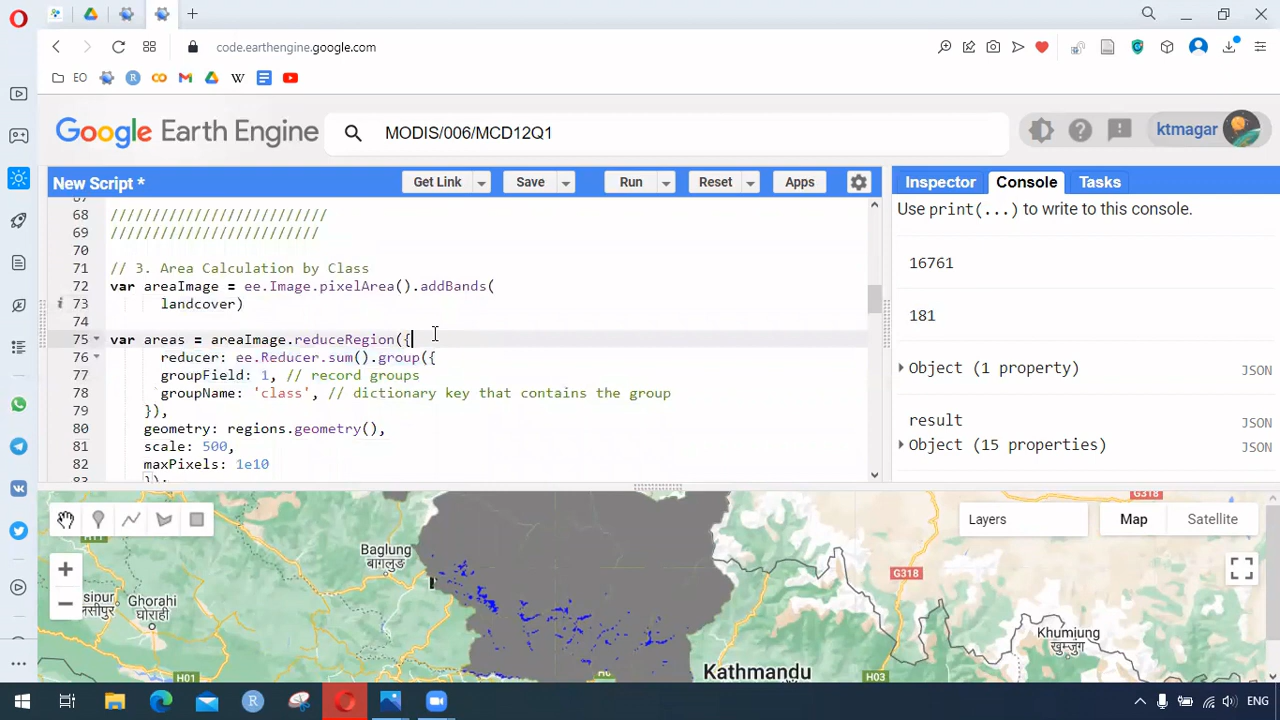 code.earthengine.google.com
EO
Google Earth Engine
MODIS/006/MCD12Q1
ktmagar
New Script *
Get Link
Save
Run
Reset
Apps
Inspector
Console
Tasks
Use print(...) to write to this console.
68 //////////////////////////
69 /////////////////////////
70
71 // 3. Area Calculation by Class
72 var areaImage = ee.Image.pixelArea().addBands(
73 landcover)
74
75 var areas = areaImage.reduceRegion({
76 reducer: ee.Reducer.sum().group({
77 groupField: 1, // record groups
78 groupName: 'class', // dictionary key that contains the group
79 }),
80 geometry: regions.geometry(),
81 scale: 500,
82 maxPixels: 1e10
});
16761
181
Object (1 property)
JSON
result
JSON
Object (15 properties)
JSON
Layers
Map
Satellite
G318
Baglung
बागलुङ
G318
Ghorahi
घोराही
Khumjung
खुम्जुङ
Kathmandu
H01
H03
ENG